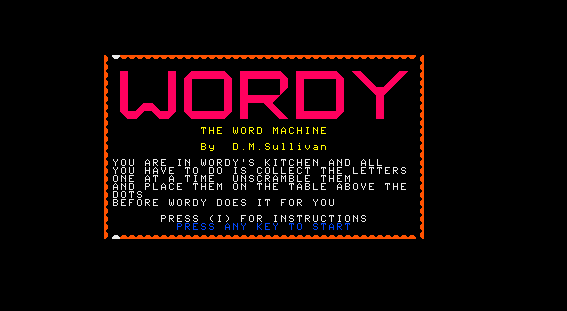 WORDY
THE WORD MACHINE
By D.M.Sullivan
YOU ARE IN WORDY'S KITCHEN AND ALL
YOU HAVE TO DO IS COLLECT THE LETTERS
ONE AT A TIME UNSCRAMBLE THEM
AND PLACE THEM ON THE TABLE ABOVE THE
DOTS
BEFORE WORDY DOES IT FOR YOU
PRESS (I) FOR INSTRUCTIONS
PRESS ANY KEY TO START